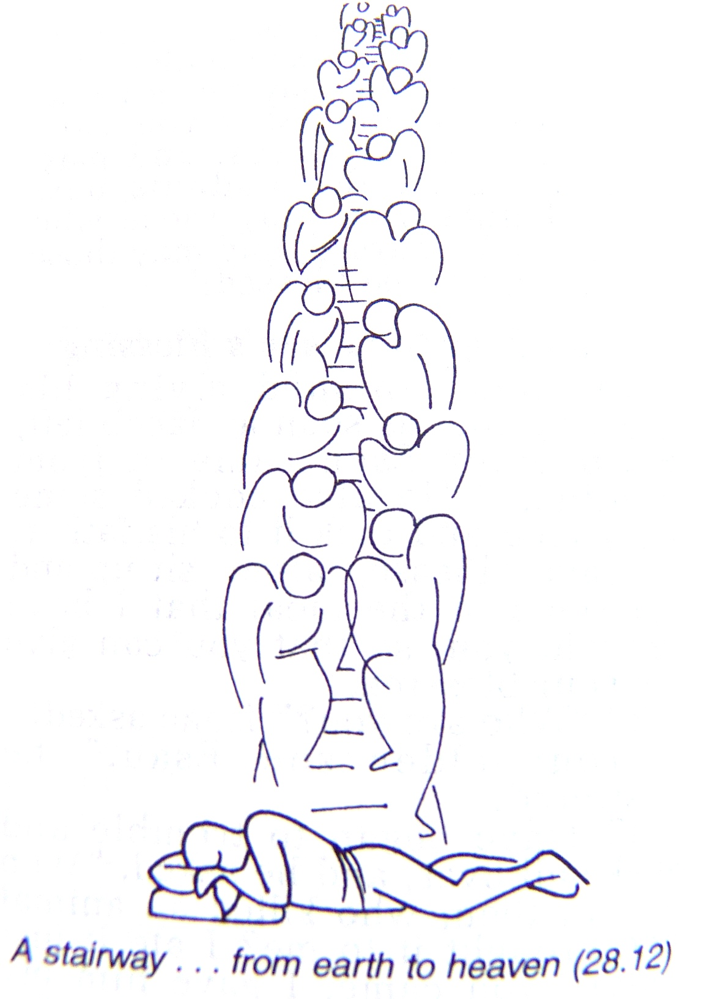 A stairway . . . from earth to heaven (28.12)